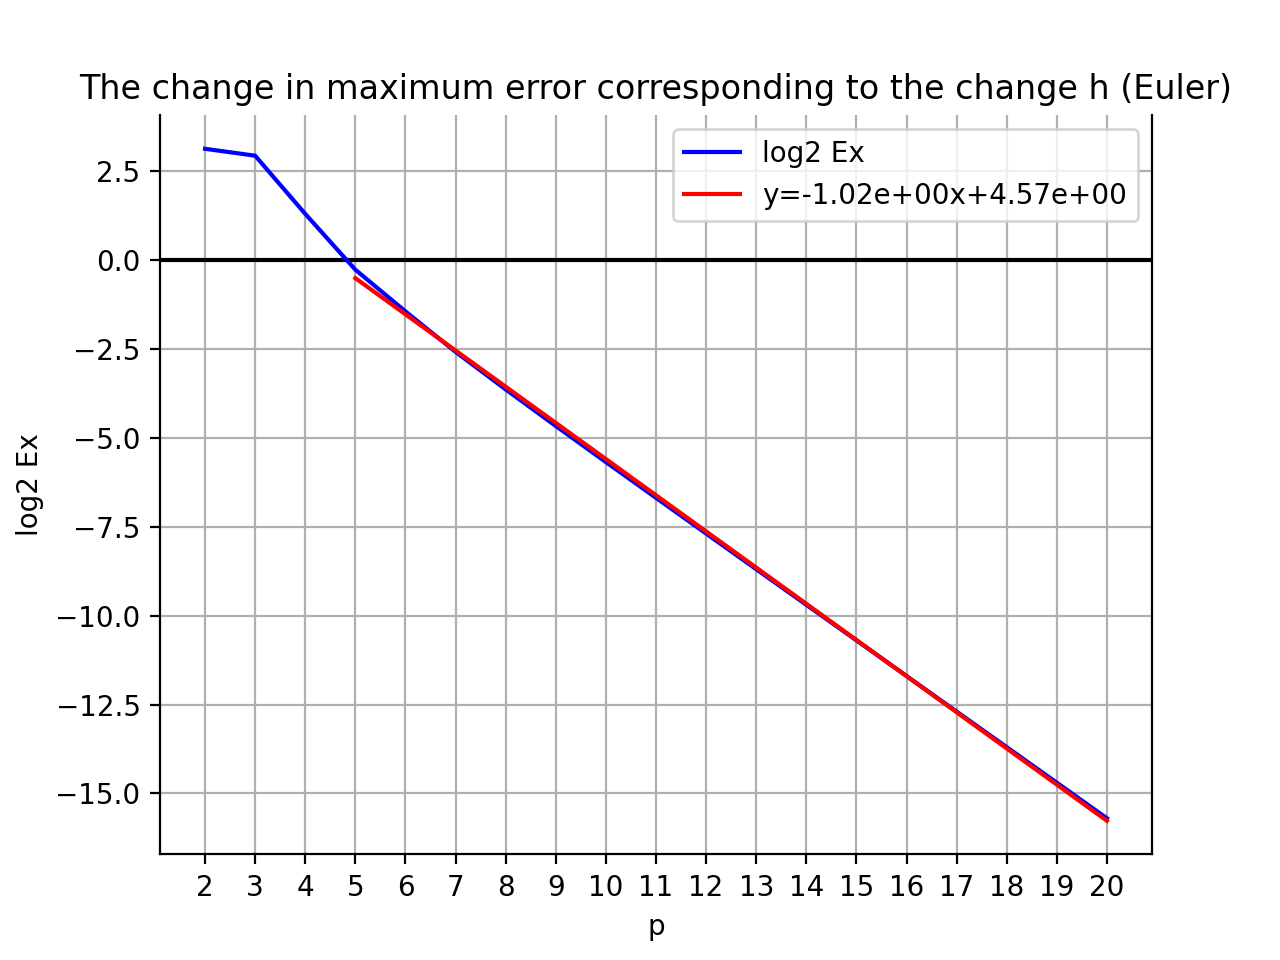 The change in maximum error corresponding to the change h (Euler)
log2 Ex
y=-1.02e+00x+4.57e+00
2.5
0.0
−2.5
−5.0
−7.5
−10.0
−12.5
−15.0
log2 Ex
2 3 4 5 6 7 8 9 10 11 12 13 14 15 16 17 18 19 20
p